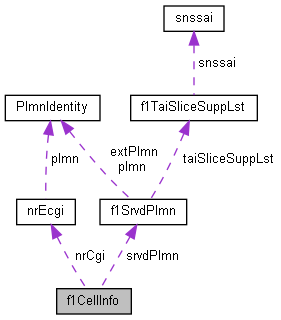 snssai
snssai
PlmnIdentity
f1TaiSliceSuppLst
plmn
extPlmn
plmn
taiSliceSuppLst
nrEcgi
f1SrvdPlmn
nrCgi
srvdPlmn
f1CellInfo